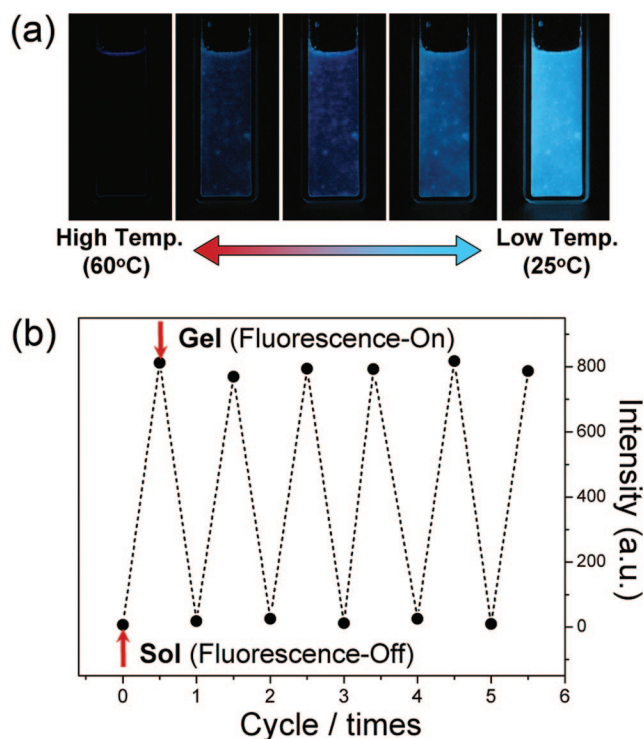 (a)
High Temp.
(60°C)
Low Temp.
(25°C)
(b)
Gel (Fluorescence-On)
Sol (Fluorescence-Off)
800
600
400
200
0
Intensity (a.u.)
0 1 2 3 4 5 6
Cycle / times